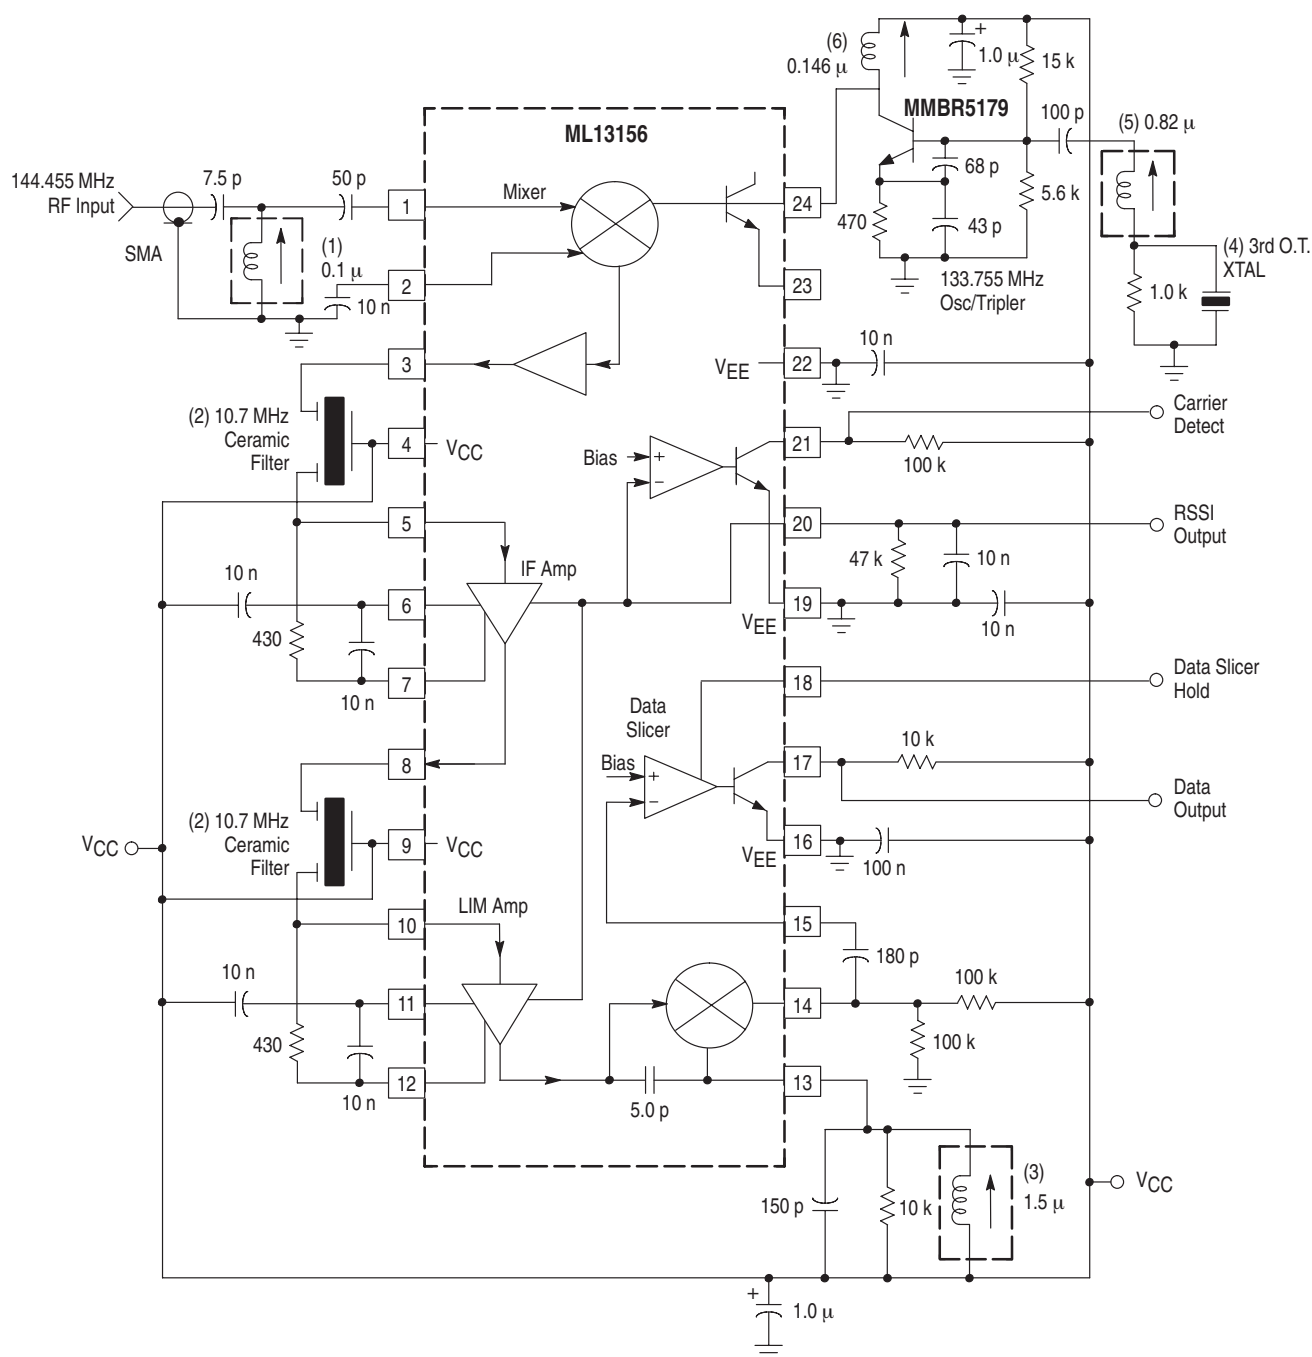 (6)
0.146 μ
+
1.0 μ
15 k
ML13156
MMBR5179
100 p
(5) 0.82 μ
144.455 MHz
RF Input
7.5 p
50 p
1
Mixer
24
68 p
5.6 k
470
43 p
SMA
(1)
0.1 μ
2
10 n
23
133.755 MHz
Osc/Tripler
(4) 3rd O.T.
XTAL
1.0 k
3
VEE
22
10 n
(2) 10.7 MHz
Ceramic
Filter
4
VCC
Bias
+
−
21
100 k
Carrier
Detect
5
20
RSSI
Output
47 k
10 n
10 n
6
IF Amp
VEE
19
10 n
430
10 n
7
18
Data Slicer
Hold
Data
Slicer
8
Bias
+
−
17
10 k
Data
Output
VCC
(2) 10.7 MHz
Ceramic
Filter
9
VCC
VEE
16
100 n
10
LIM Amp
15
180 p
10 n
11
14
100 k
100 k
430
10 n
12
5.0 p
13
150 p
10 k
(3)
1.5 μ
VCC
+
1.0 μ